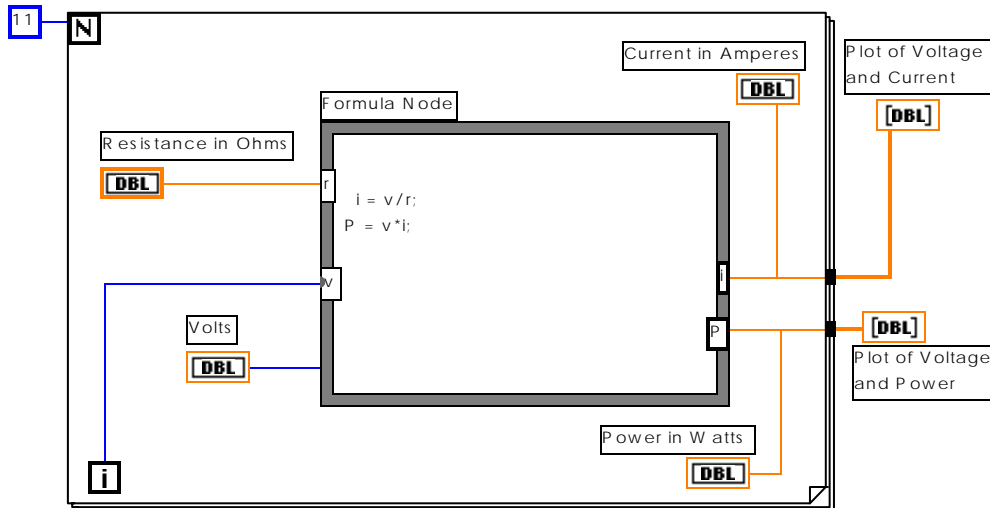 11
N
Current in Amperes
DBL
Plot of Voltage
and Current
[DBL]
Formula Node
Resistance in Ohms
DBL
r
i = v/r;
P = v*i;
v
i
P
Volts
DBL
[DBL]
Plot of Voltage
and Power
Power in Watts
DBL
i